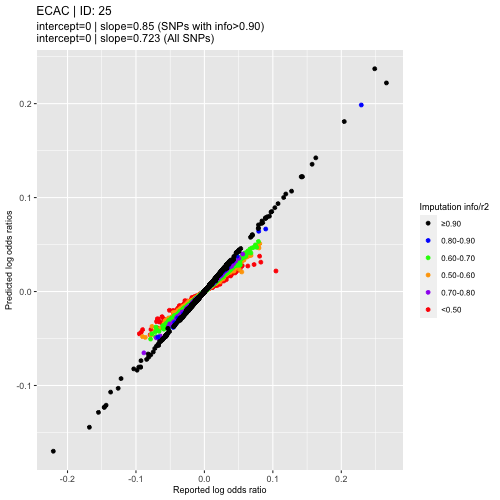 ECAC | ID: 25
intercept=0 | slope=0.85 (SNPs with info>0.90)
intercept=0 | slope=0.723 (All SNPs)
Predicted log odds ratios
0.2
0.1
0.0
-0.1
-0.2
-0.1
0.0
0.1
0.2
Reported log odds ratio
Imputation info/r2
≥0.90
0.80-0.90
0.60-0.70
0.50-0.60
0.70-0.80
<0.50